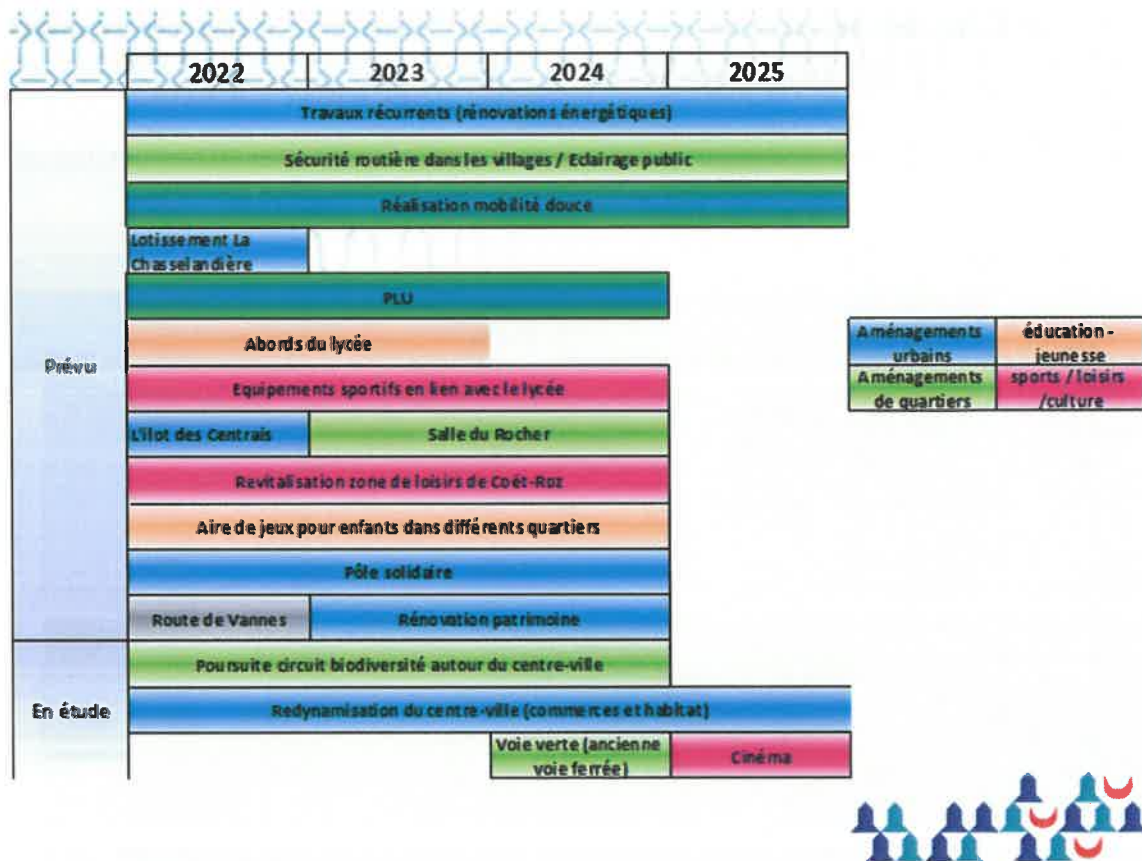 2022 2023 2024 2025
Travaux récurrents (rénovations énergétiques)
Sécurité routière dans les villages / Eclairage public
Réalisation mobilité douce
Lotissement La
Chasselandière
PLU
Abords du lycée
Prévu
Equipements sportifs en lien avec le lycée
L'îlot des Centrais
Salle du Rocher
Revitalisation zone de loisirs de Coët-Roz
Aire de jeux pour enfants dans différents quartiers
Pôle solidaire
Route de Vannes
Rénovation patrimoine
En étude
Poursuite circuit biodiversité autour du centre-ville
Redynamisation du centre-ville (commerces et habitat)
Voie verte (ancienne
voie ferrée)
Cinéma
Aménagements
urbains
éducation -
jeunesse
Aménagements
de quartiers
sports / loisirs
/culture